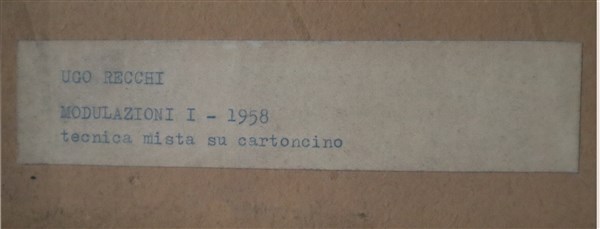 UGO RECCHI
MODULAZIONI I - 1958
tecnica mista su cartoncino